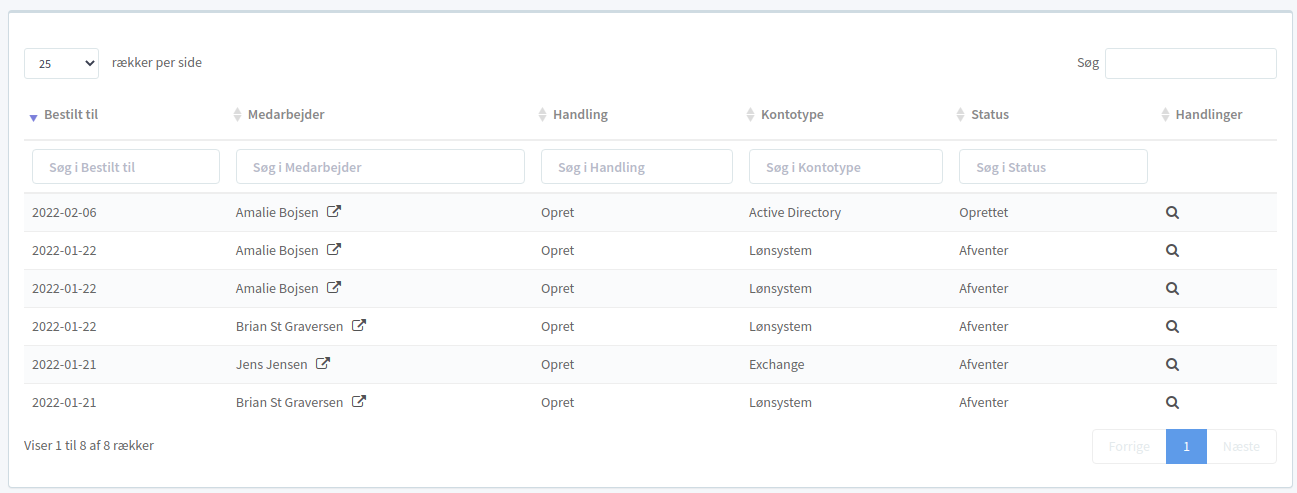 25 rækker per side Søg
Bestilt til Medarbejder Handling Kontotype Status Handlinger
Søg i Bestilt til Søg i Medarbejder Søg i Handling Søg i Kontotype Søg i Status
2022-02-06 Amalie Bojsen Opret Active Directory Oprettet
2022-01-22 Amalie Bojsen Opret Lønsystem Afventer
2022-01-22 Amalie Bojsen Opret Lønsystem Afventer
2022-01-22 Brian St Graversen Opret Lønsystem Afventer
2022-01-21 Jens Jensen Opret Exchange Afventer
2022-01-21 Brian St Graversen Opret Lønsystem Afventer
Viser 1 til 8 af 8 rækker Forrige 1 Næste